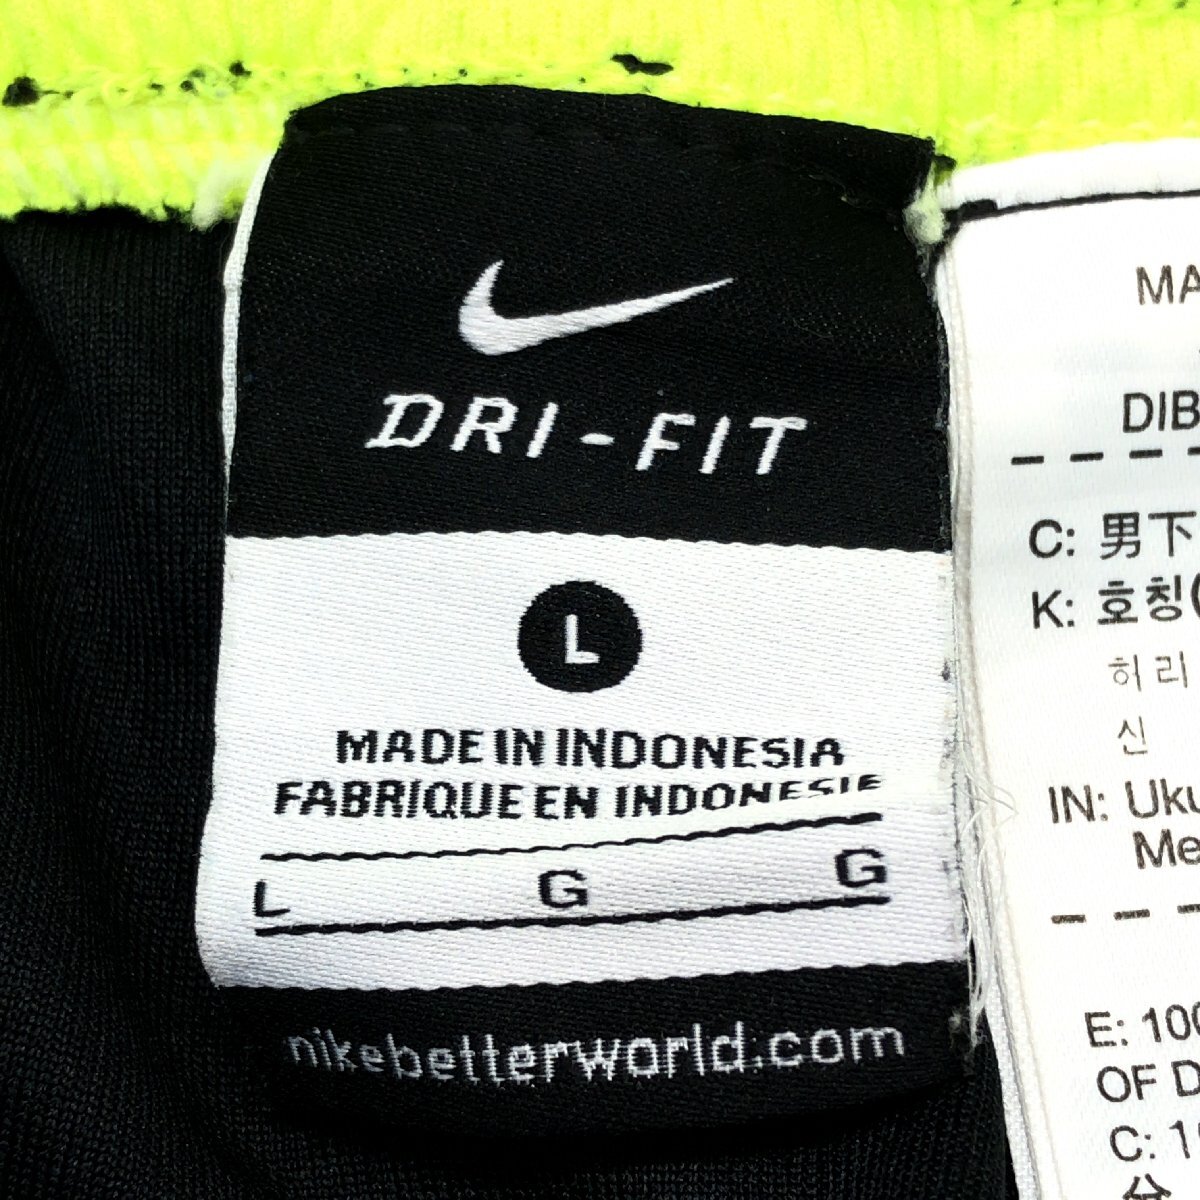 DRI-FIT
L
MADE IN INDONESIA
FABRIQUE EN INDONESIE
L G G
nikebetterworld.com
MA
DIB
C: 男下
K: 호칭(
허리
신
IN: Uku
Me
E: 100
OF D
C: 10